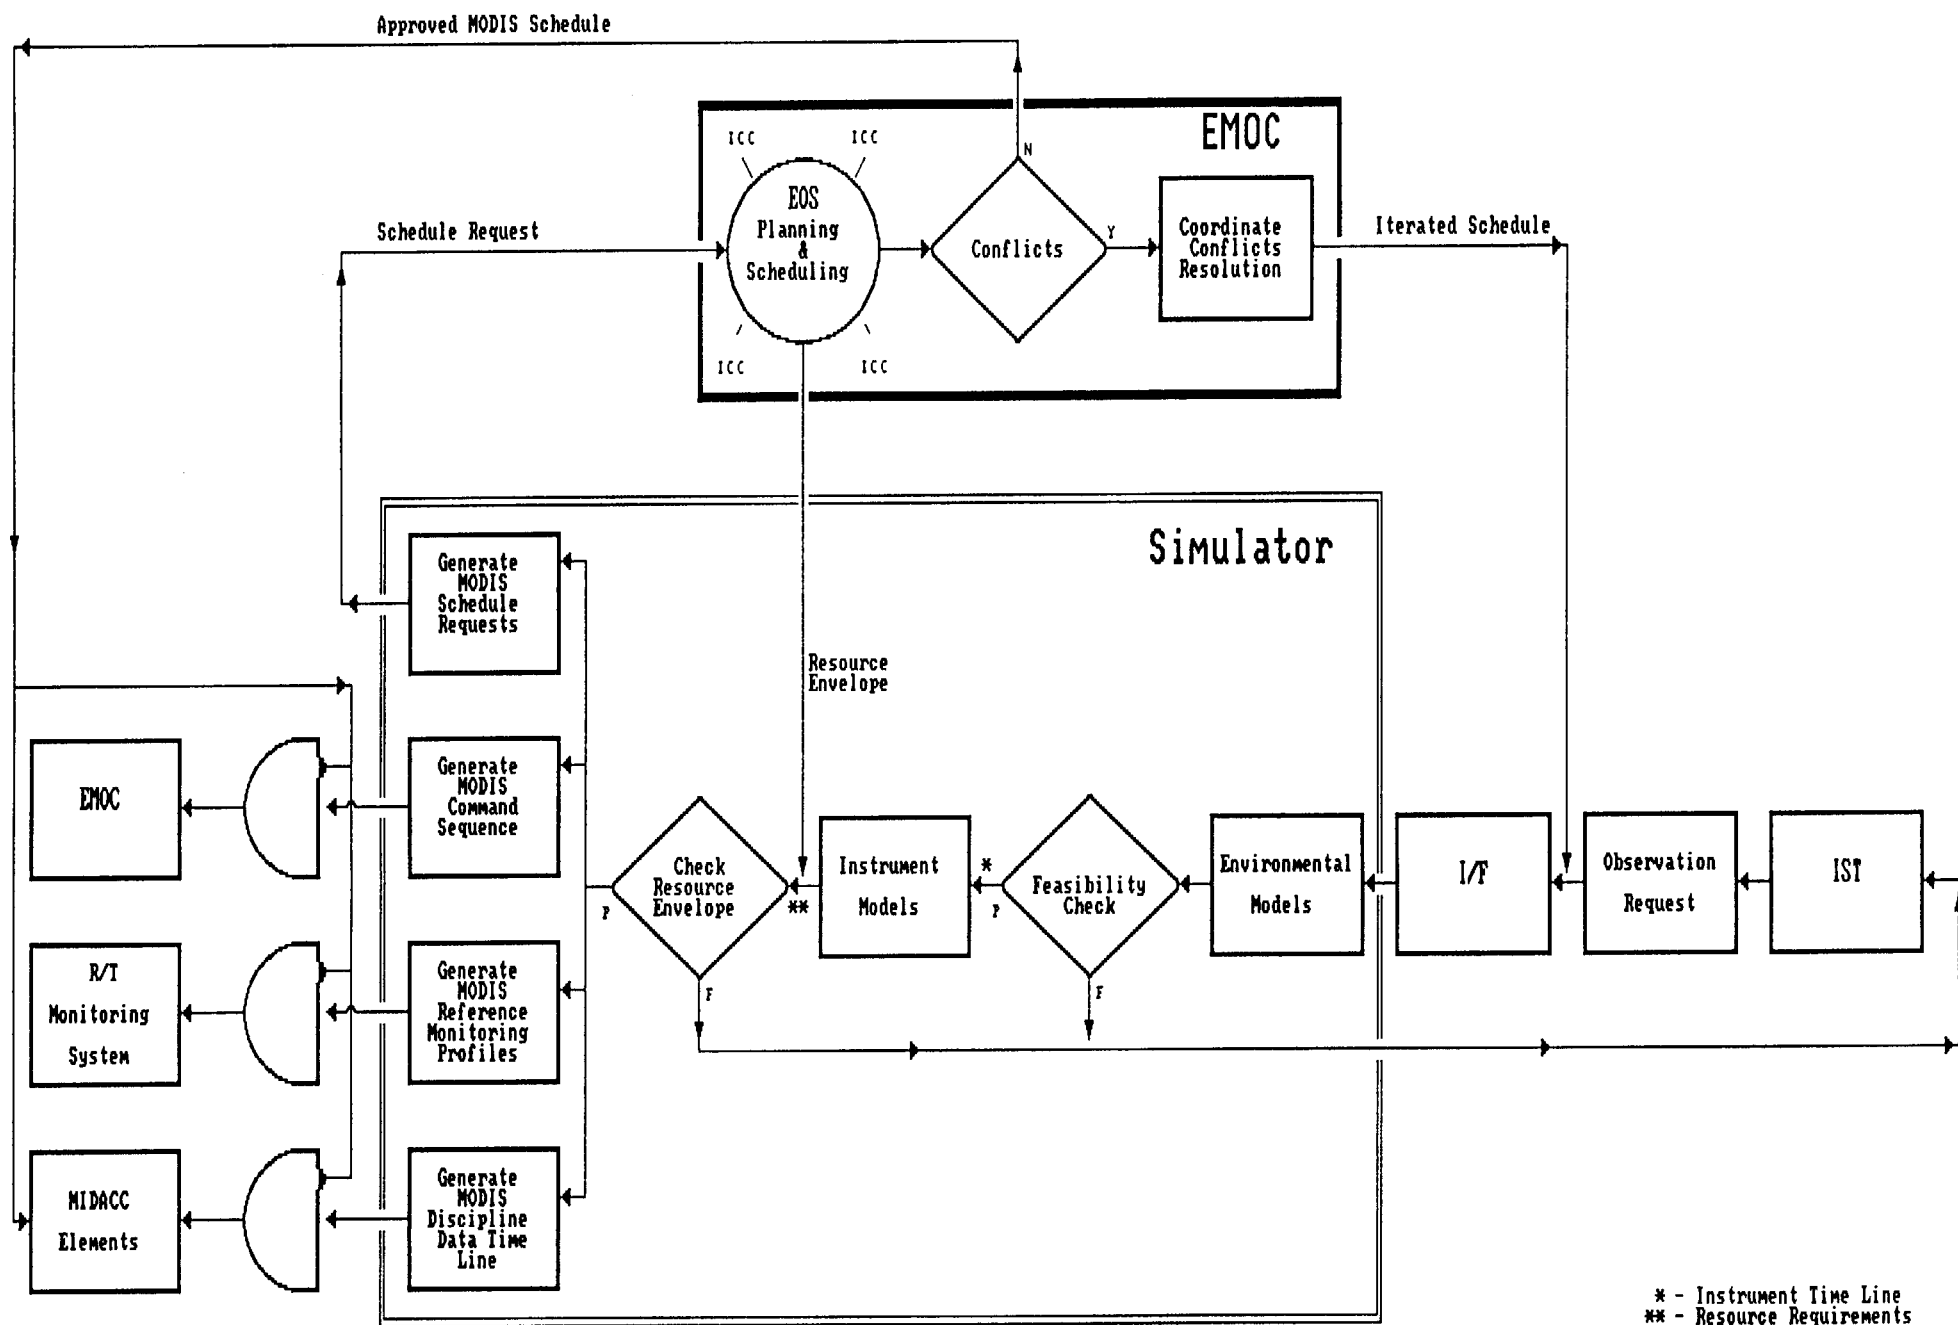 Approved MODIS Schedule
EMOC
ICC
ICC
N
EOS
Planning
&
Scheduling
Schedule Request
Conflicts
Y
Coordinate
Conflicts
Resolution
Iterated Schedule
ICC
ICC
Simulator
Generate
MODIS
Schedule
Requests
Resource
Envelope
EMOC
Generate
MODIS
Command
Sequence
Check
Resource
Envelope
P
F
**
Instrument
Models
*
P
Feasibility
Check
F
Environmental
Models
I/F
Observation
Request
IST
R/T
Monitoring
System
Generate
MODIS
Reference
Monitoring
Profiles
MIDACC
Elements
Generate
MODIS
Discipline
Data Time
Line
* - Instrument Time Line
** - Resource Requirements